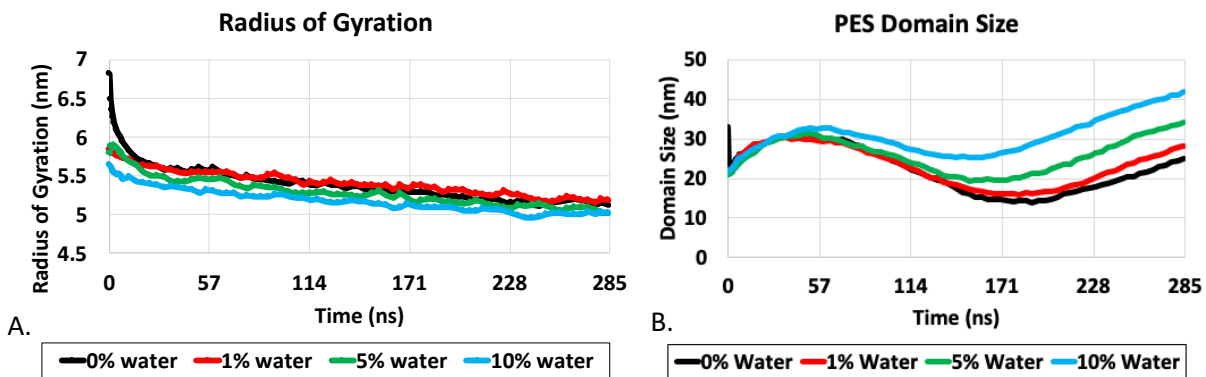 Radius of Gyration
Radius of Gyration (nm)
7
6.5
6
5.5
5
4.5
0 57 114 171 228 285
Time (ns)
A.
0% water 1% water 5% water 10% water
PES Domain Size
Domain Size (nm)
50
40
30
20
10
0
0 57 114 171 228 285
Time (ns)
B.
0% Water 1% Water 5% Water 10% Water